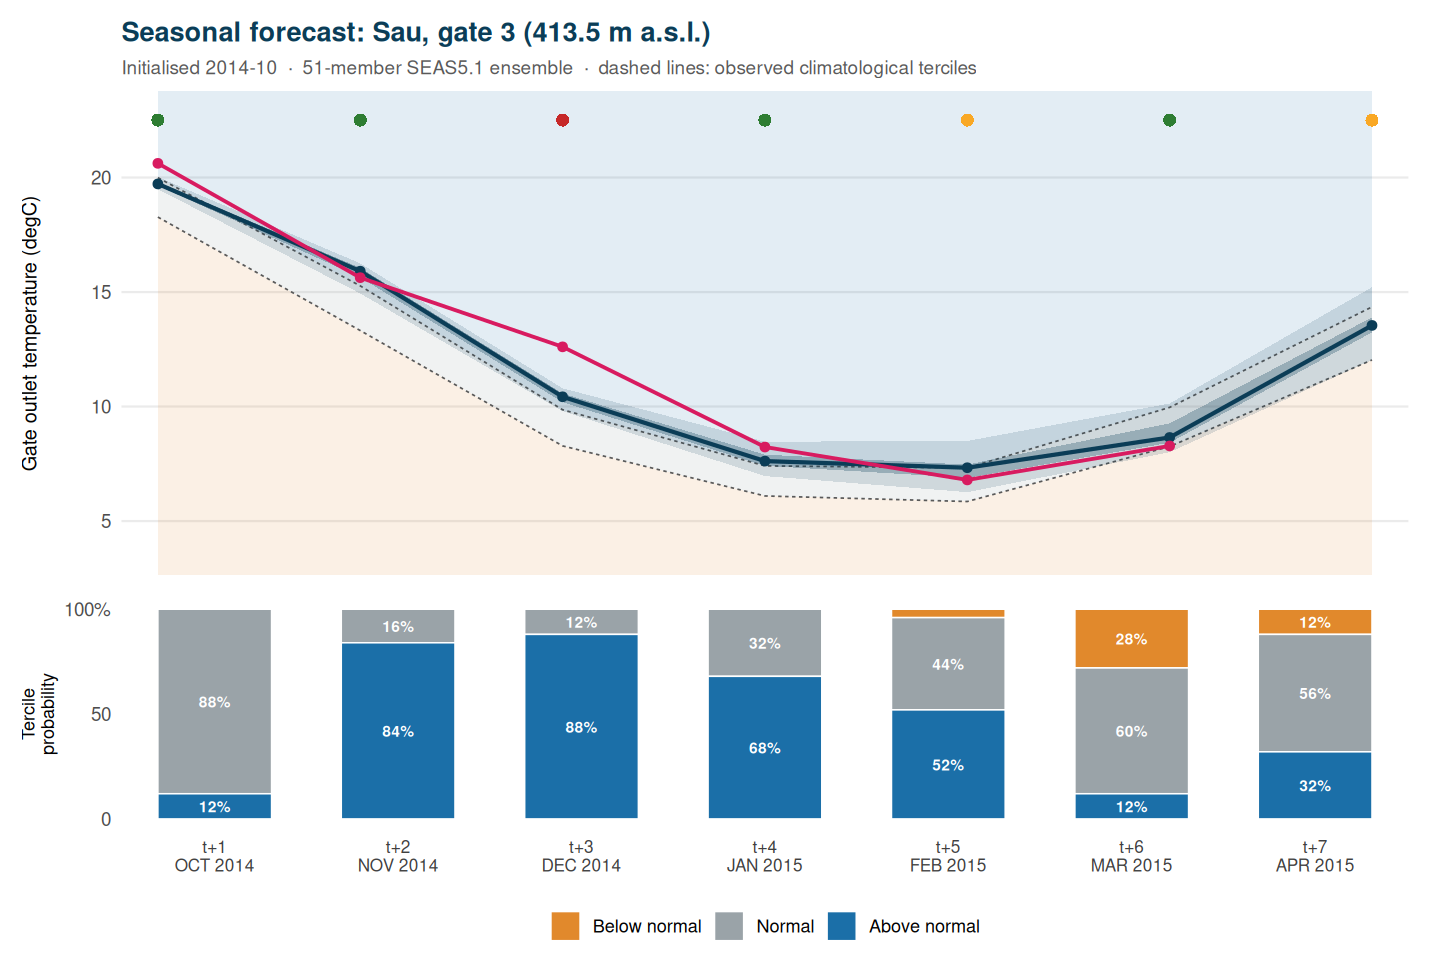 Seasonal forecast: Sau, gate 3 (413.5 m a.s.l.)
Initialised 2014-10 · 51-member SEAS5.1 ensemble · dashed lines: observed climatological terciles
Gate outlet temperature (degC)
20
15
10
5
Tercile
probability
100%
50
0
88%
12%
16%
84%
12%
88%
32%
68%
44%
52%
28%
60%
12%
12%
56%
32%
t+1
OCT 2014
t+2
NOV 2014
t+3
DEC 2014
t+4
JAN 2015
t+5
FEB 2015
t+6
MAR 2015
t+7
APR 2015
Below normal
Normal
Above normal